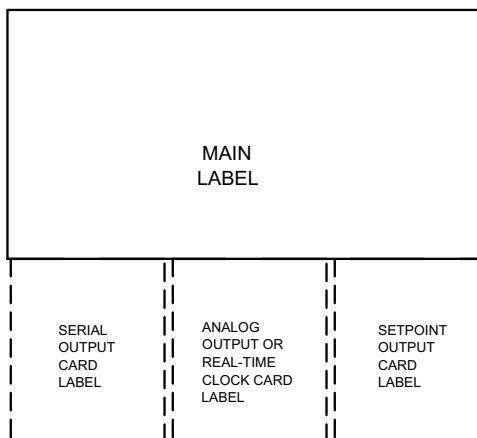 MAIN
LABEL
SERIAL
OUTPUT
CARD
LABEL
ANALOG
OUTPUT OR
REAL-TIME
CLOCK CARD
LABEL
SETPOINT
OUTPUT
CARD
LABEL